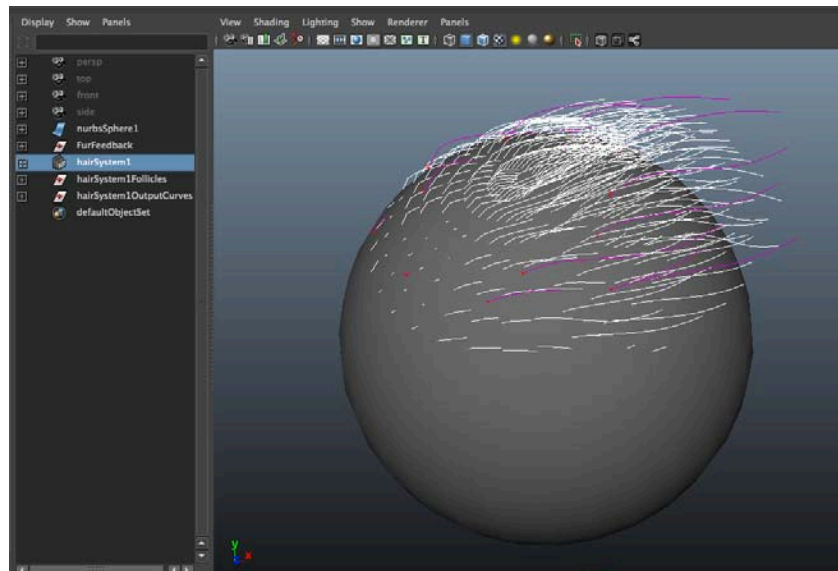 Display Show Panels
View Shading Lighting Show Renderer Panels
persp
top
front
side
nurbsSphere1
FurFeedback
hairSystem1
hairSystem1Follicles
hairSystem1OutputCurves
defaultObjectSet
y
x